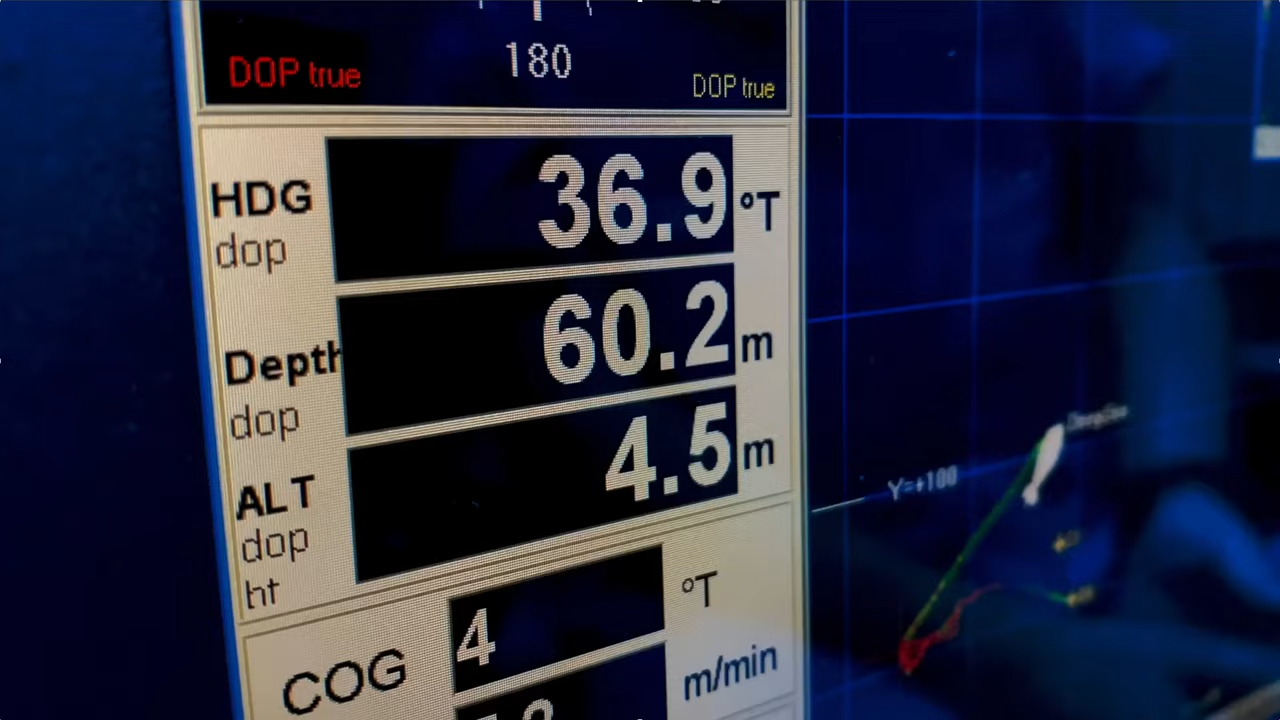 180
DOP true
DOP true
HDG
dop
36.9 °T
Depth
dop
60.2 m
ALT
dop
ht
4.5 m
COG
4 °T
m/min
Y=+100